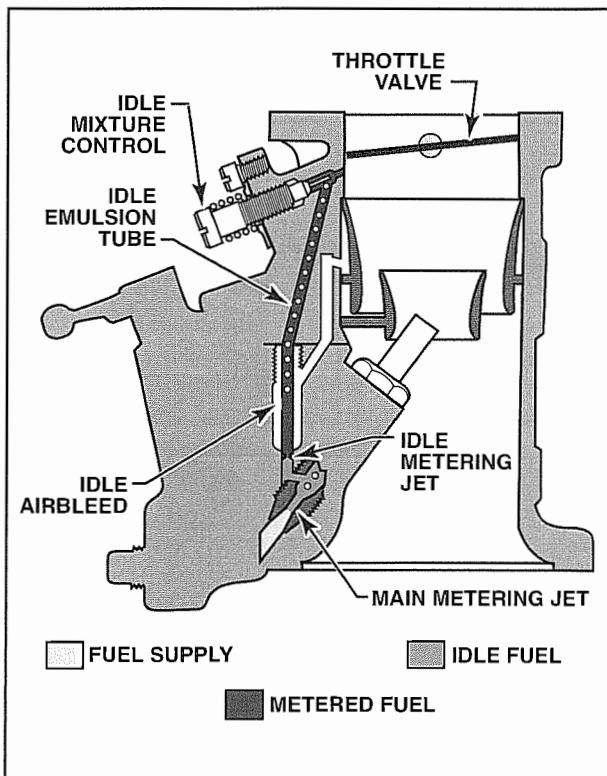 THROTTLE
VALVE
IDLE
MIXTURE
CONTROL
IDLE
EMULSION
TUBE
IDLE
AIRBLEED
IDLE
METERING
JET
MAIN METERING JET
FUEL SUPPLY
IDLE FUEL
METERED FUEL